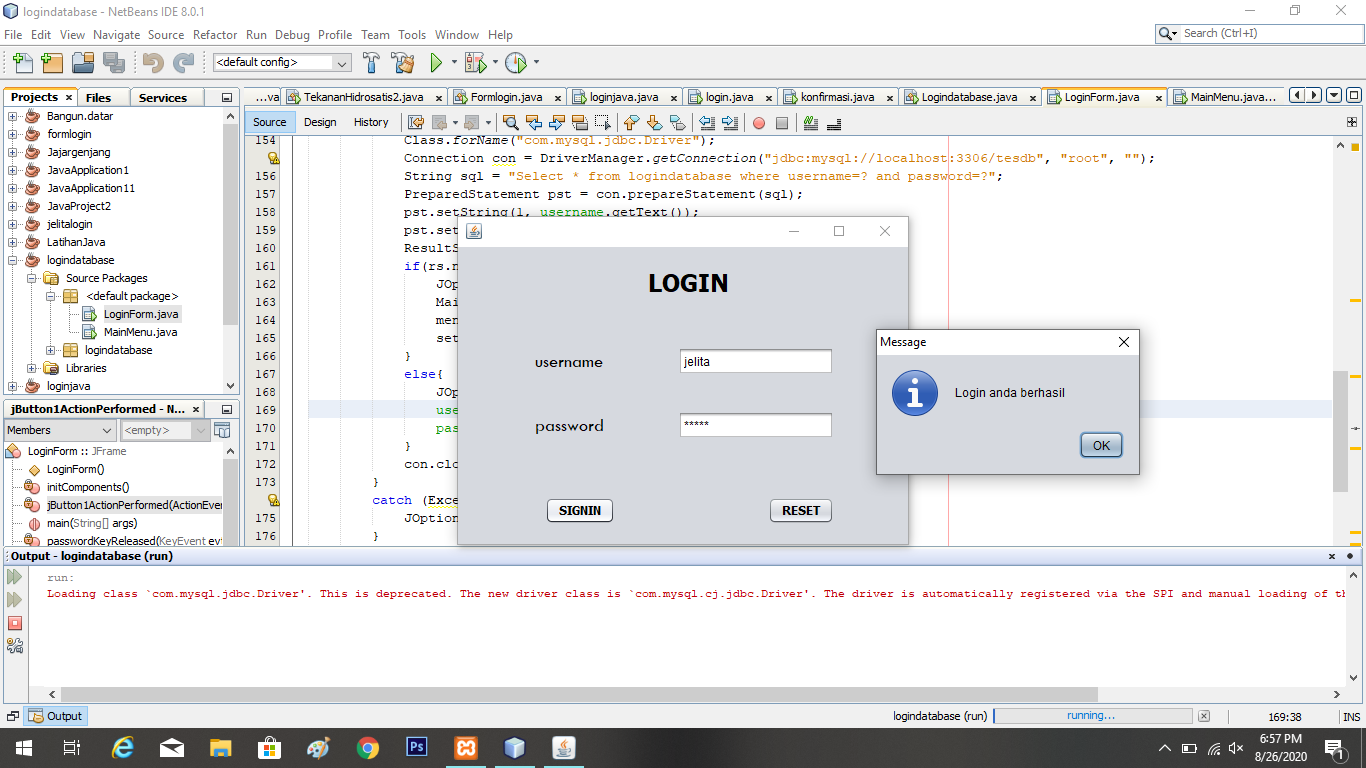 logindatabase - NetBeans IDE 8.0.1
File Edit View Navigate Source Refactor Run Debug Profile Team Tools Window Help
Search (Ctrl+I)
<default config>
Projects Files Services
...va TekananHidrosatis2.java Formlogin.java loginjava.java login.java konfirmasi.java Logindatabase.java LoginForm.java MainMenu.java...
Source Design History
Bangun.datar
formlogin
Jajargenjang
JavaApplication1
JavaApplication11
JavaProject2
jelitalogin
LatihanJava
logindatabase
Source Packages
<default package>
LoginForm.java
MainMenu.java
logindatabase
Libraries
loginjava
jButton1ActionPerformed - N...
Members <empty>
LoginForm :: JFrame
LoginForm()
initComponents()
jButton1ActionPerformed(ActionEver
main(String[] args)
passwordKeyReleased(KeyEvent ev
154 Class.forName("com.mysql.jdbc.Driver");
Connection con = DriverManager.getConnection("jdbc:mysql://localhost:3306/tesdb", "root", "");
156 String sql = "Select * from logindatabase where username=? and password=?";
157 PreparedStatement pst = con.prepareStatement(sql);
158 pst.setString(1, username.getText());
159 pst.set
160 ResultS
161 if(rs.n
162 JOp
163 Mai
164 men
165 set
166 }
167 else{
168 JOp
169 use
170 pas
171 }
172 con.clo
173 }
catch (Exce
175 JOption
176 }
LOGIN
username jelita
password *****
SIGNIN RESET
Message
Login anda berhasil
OK
Output - logindatabase (run)
run:
Loading class `com.mysql.jdbc.Driver'. This is deprecated. The new driver class is `com.mysql.cj.jdbc.Driver'. The driver is automatically registered via the SPI and manual loading of th
Output
logindatabase (run) running... 169:38 INS
Ps
6:57 PM
8/26/2020
1